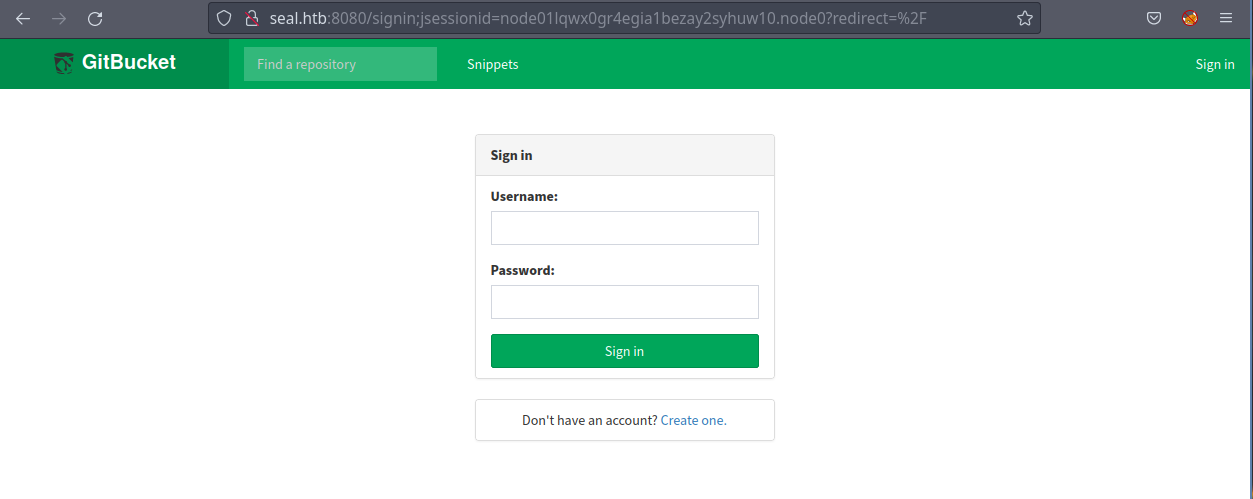 seal.htb:8080/signin;jsessionid=node01lqwx0gr4egia1bezay2syhuw10.node0?redirect=%2F
GitBucket Find a repository Snippets Sign in
Sign in
Username:
Password:
Sign in
Don't have an account? Create one.